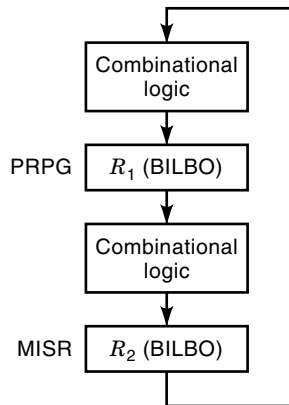 Combinational
logic
PRPG R₁ (BILBO)
Combinational
logic
MISR R₂ (BILBO)